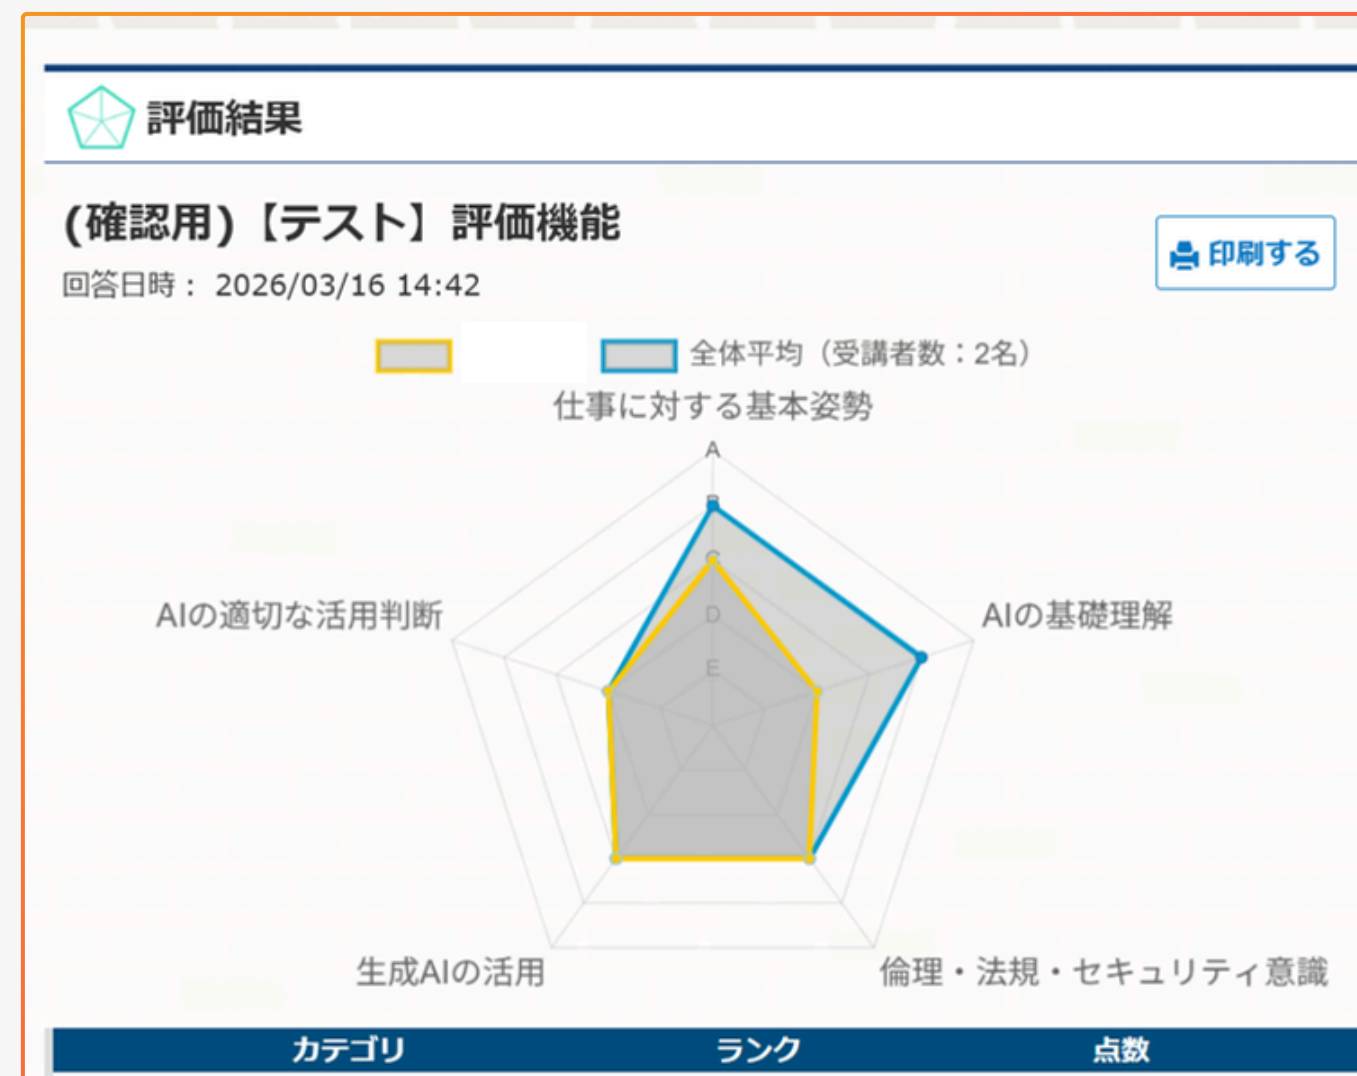 評価結果
(確認用)【テスト】評価機能
印刷する
回答日時： 2026/03/16 14:42
全体平均（受講者数：2名）
仕事に対する基本姿勢
A
B
C
D
E
AIの適切な活用判断
AIの基礎理解
生成AIの活用
倫理・法規・セキュリティ意識
カテゴリ ランク 点数